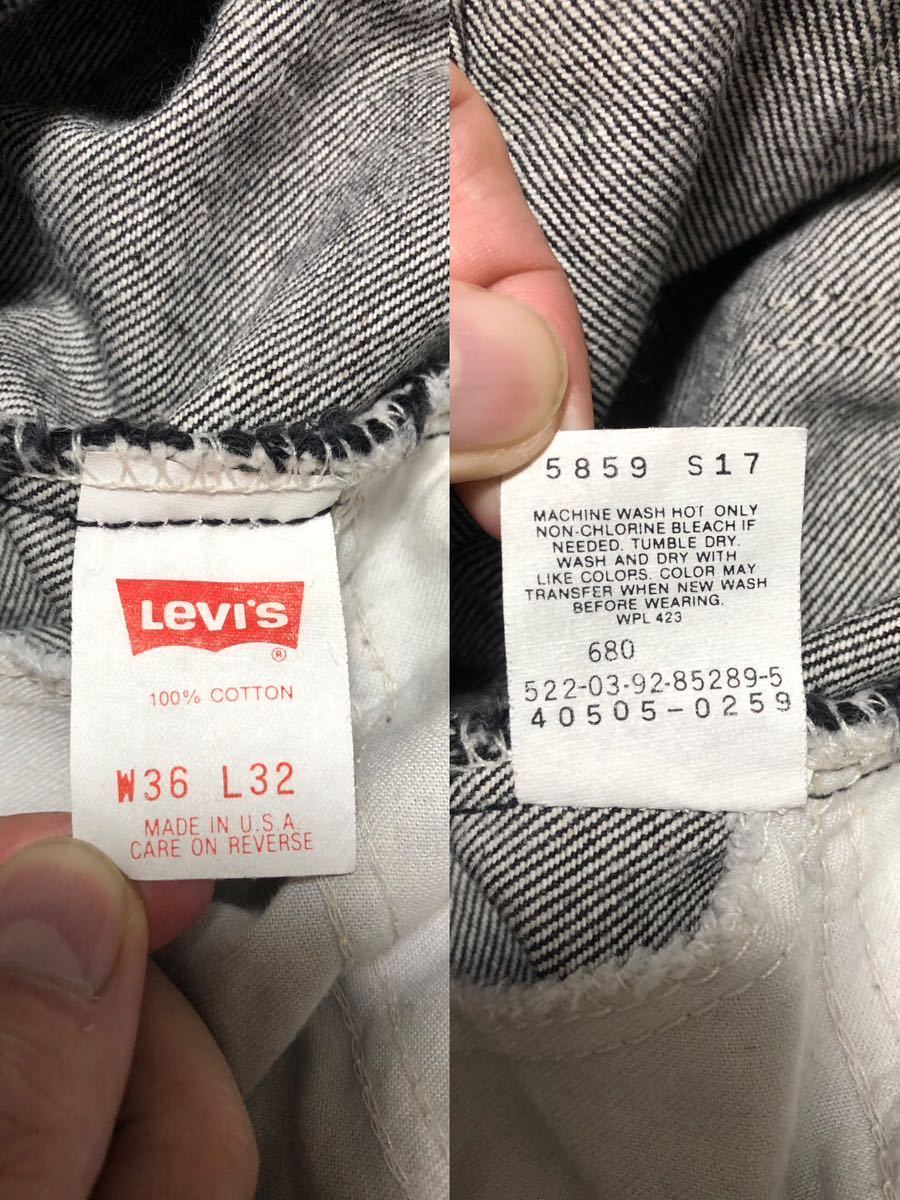 Levi's
®
100% COTTON
W36 L32
MADE IN U.S.A.
CARE ON REVERSE
5859 S17
MACHINE WASH HOT ONLY
NON-CHLORINE BLEACH IF
NEEDED. TUMBLE DRY.
WASH AND DRY WITH
LIKE COLORS. COLOR MAY
TRANSFER WHEN NEW WASH
BEFORE WEARING.
WPL 423
680
522-03-92-85289-5
40505-0259